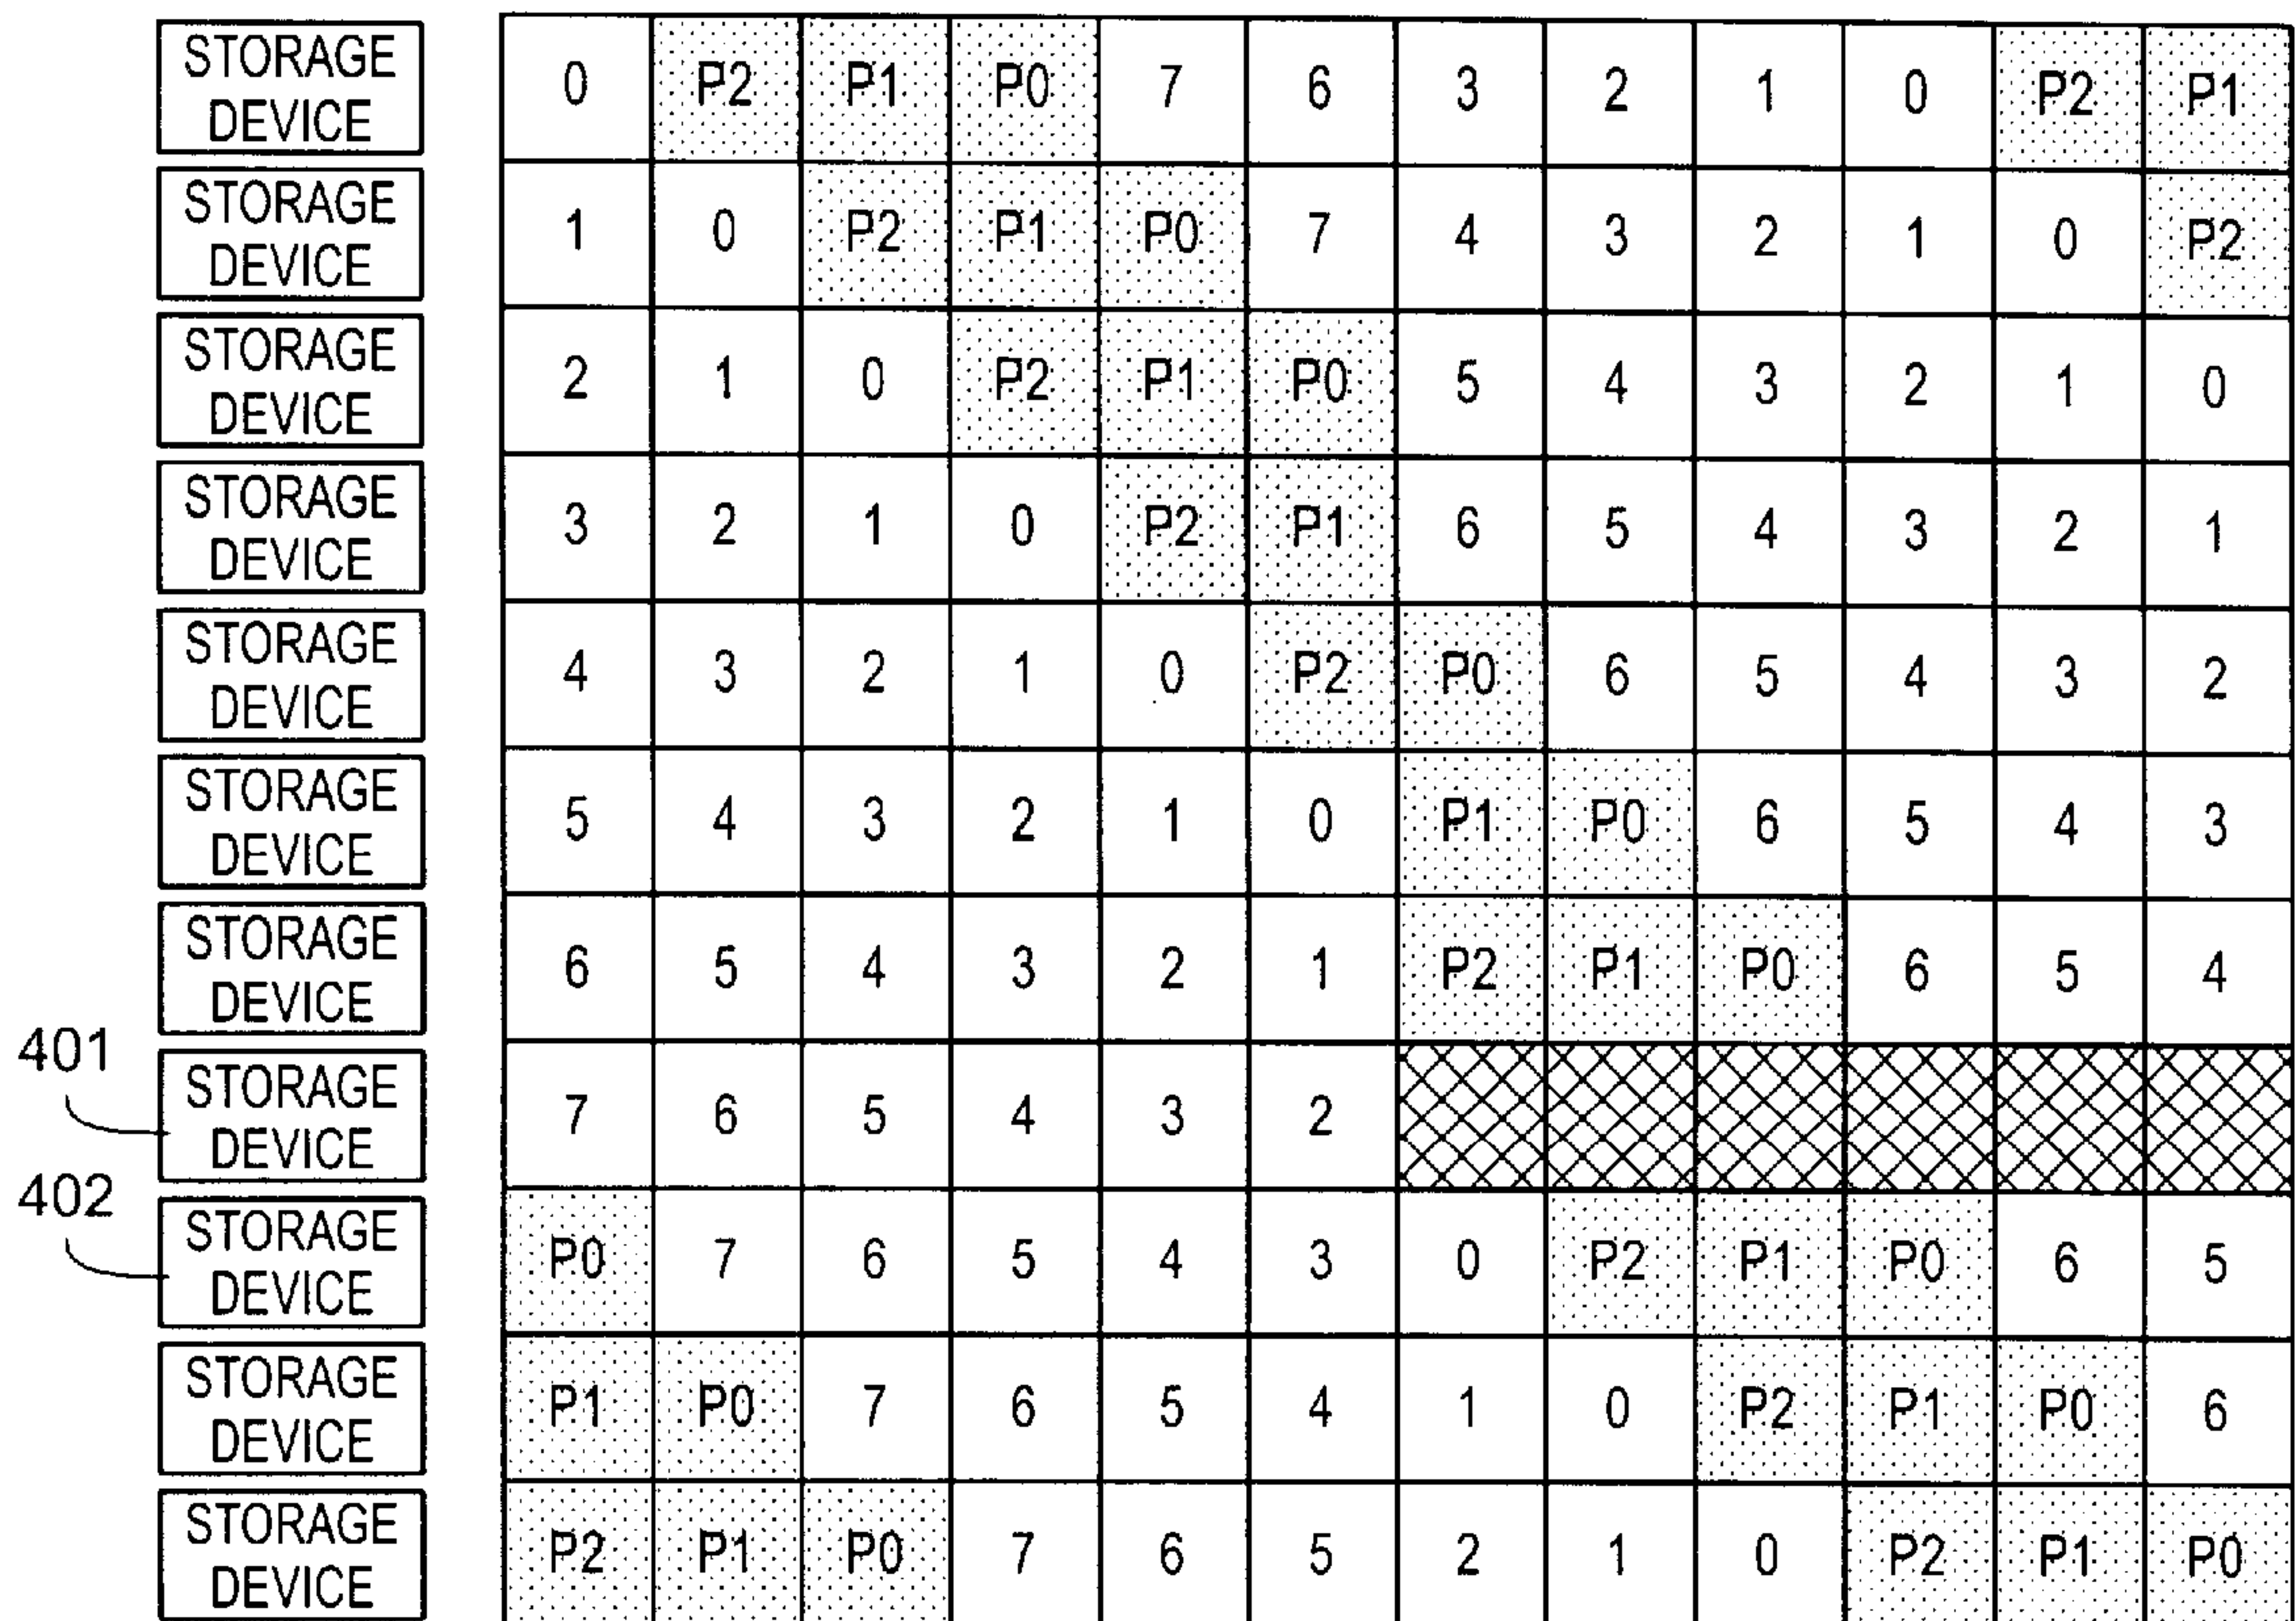 STORAGE DEVICE 0 P2 P1 P0 7 6 3 2 1 0 P2 P1
STORAGE DEVICE 1 0 P2 P1 P0 7 4 3 2 1 0 P2
STORAGE DEVICE 2 1 0 P2 P1 P0 5 4 3 2 1 0
STORAGE DEVICE 3 2 1 0 P2 P1 6 5 4 3 2 1
STORAGE DEVICE 4 3 2 1 0 P2 P0 6 5 4 3 2
STORAGE DEVICE 5 4 3 2 1 0 P1 P0 6 5 4 3
STORAGE DEVICE 6 5 4 3 2 1 P2 P1 P0 6 5 4
401 STORAGE DEVICE 7 6 5 4 3 2
402 STORAGE DEVICE P0 7 6 5 4 3 0 P2 P1 P0 6 5
STORAGE DEVICE P1 P0 7 6 5 4 1 0 P2 P1 P0 6
STORAGE DEVICE P2 P1 P0 7 6 5 2 1 0 P2 P1 P0